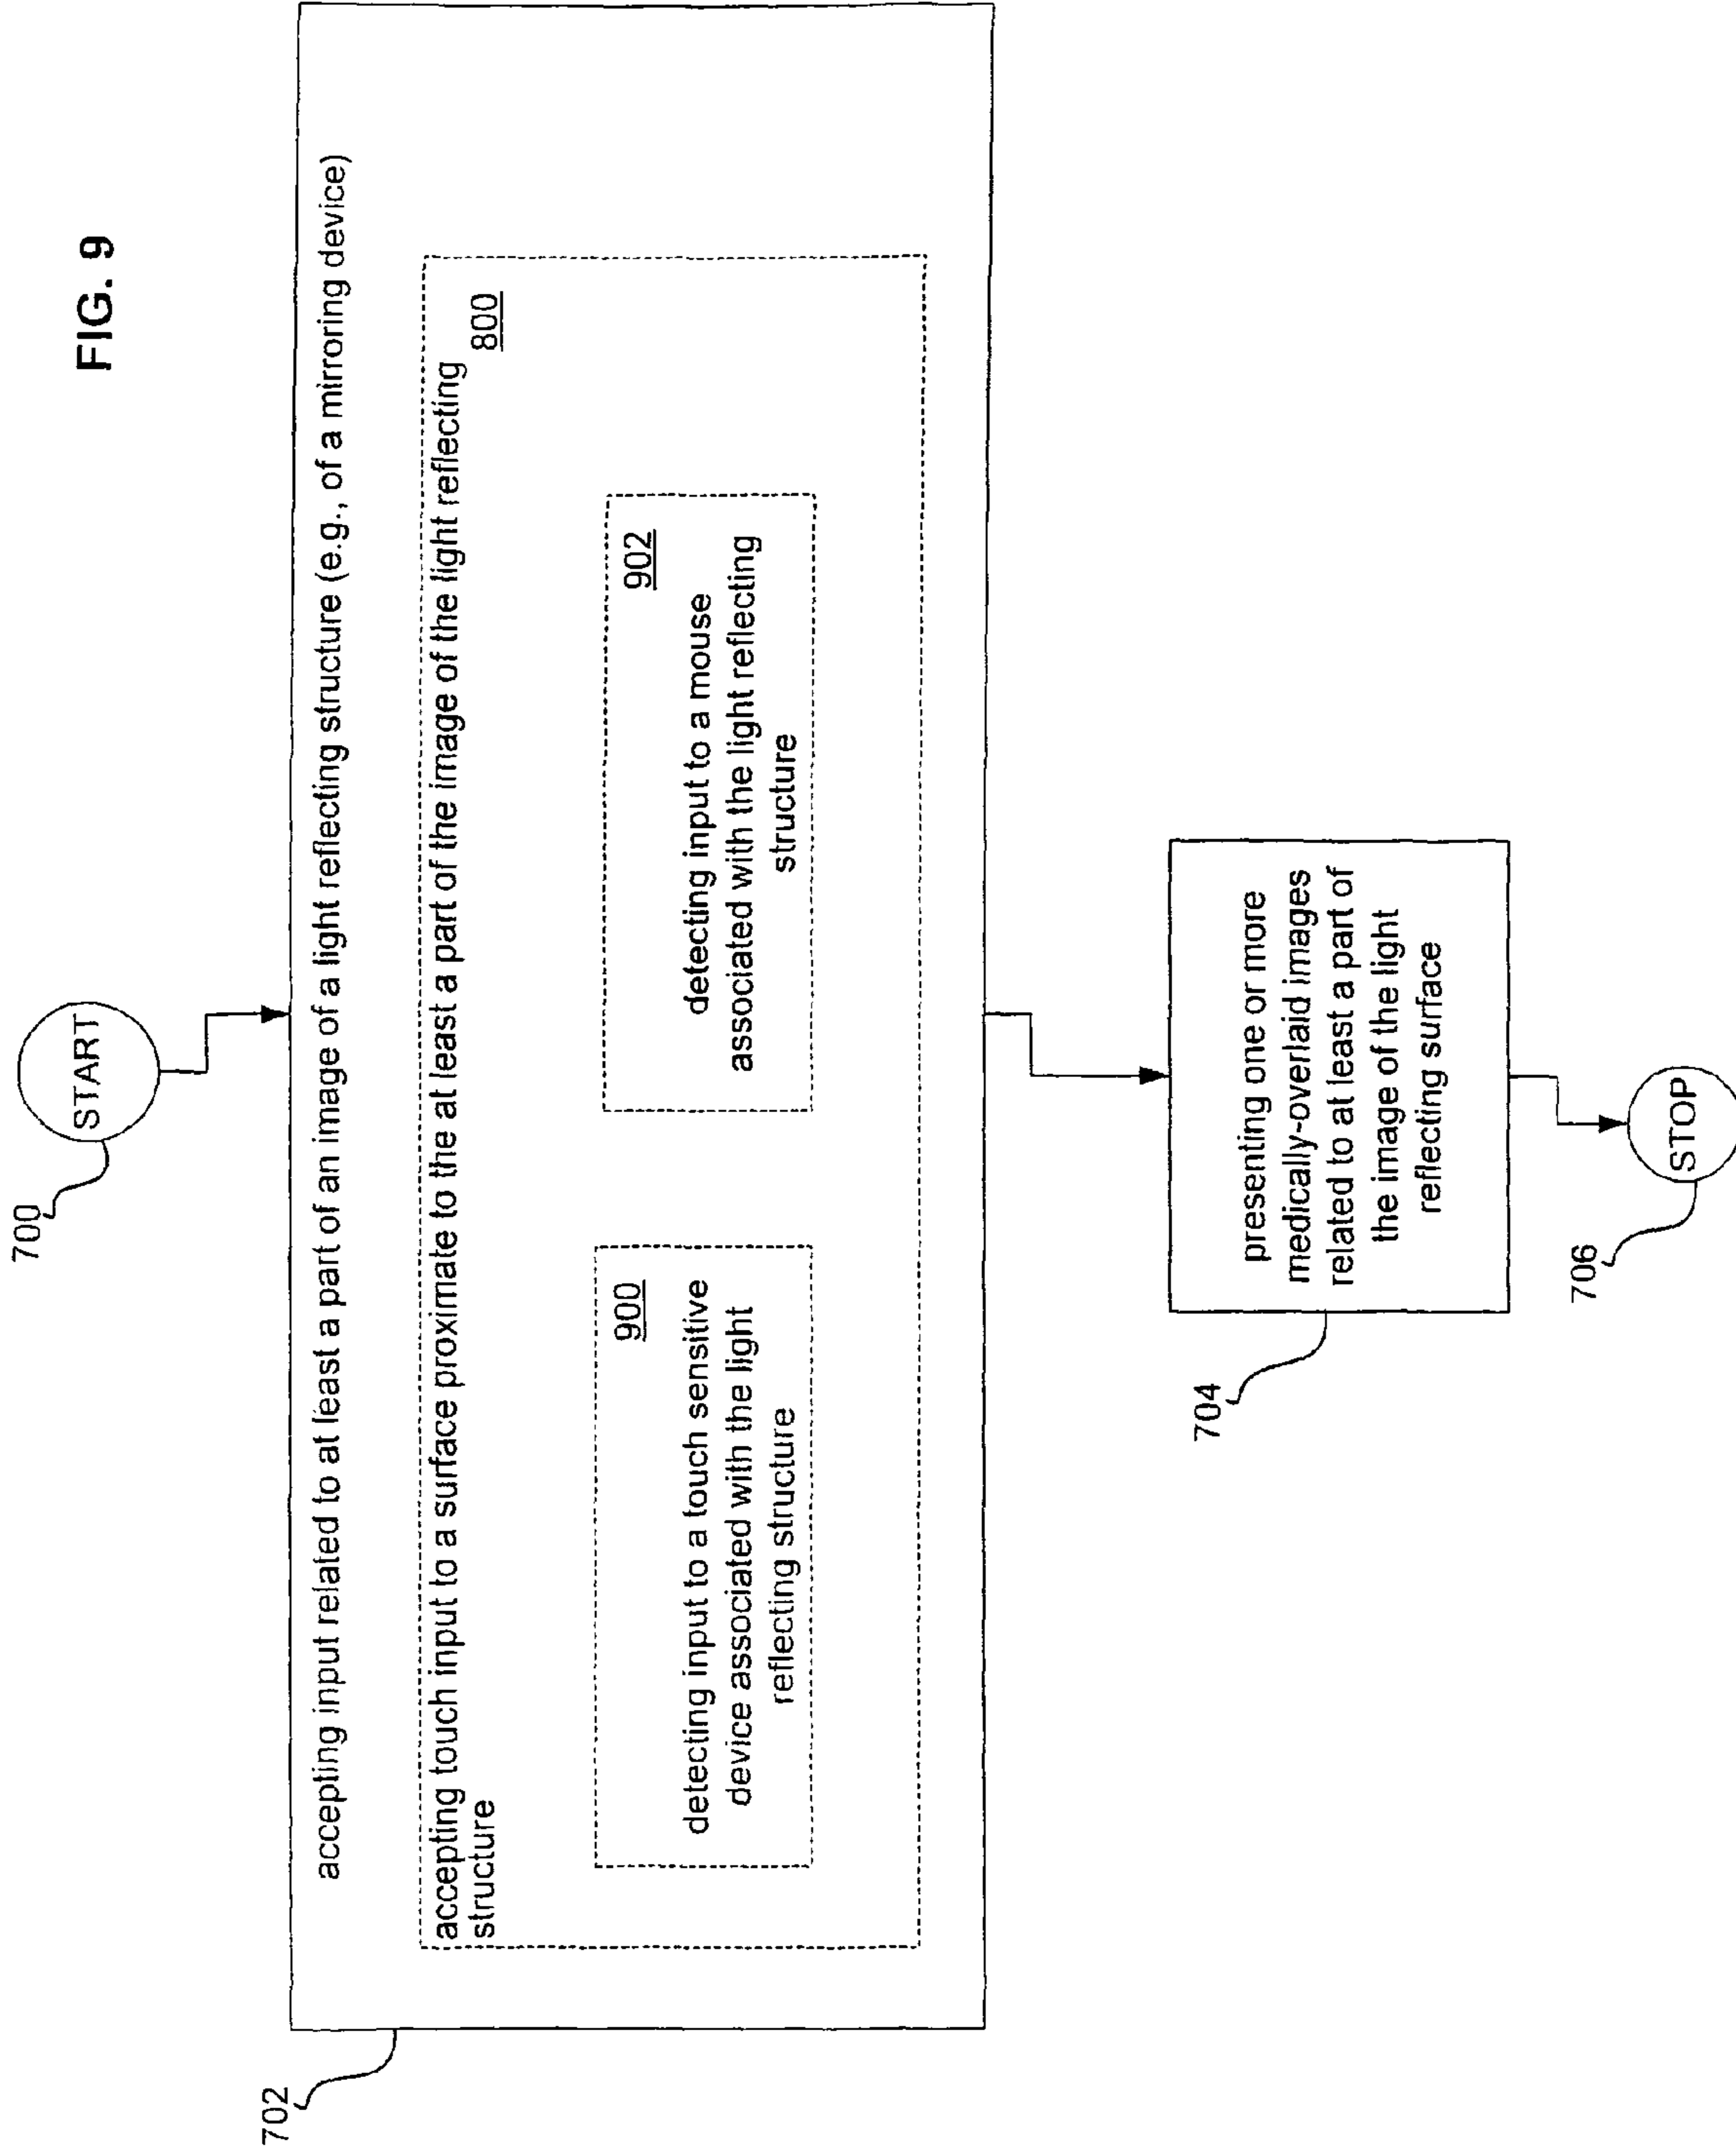 FIG. 9
700
START
702
accepting input related to at least a part of an image of a light reflecting structure (e.g., of a mirroring device)
accepting touch input to a surface proximate to the at least a part of the image of the light reflecting
structure
800
900
detecting input to a touch sensitive
device associated with the light
reflecting structure
902
detecting input to a mouse
associated with the light reflecting
structure
704
presenting one or more
medically-overlaid images
related to at least a part of
the image of the light
reflecting surface
706
STOP